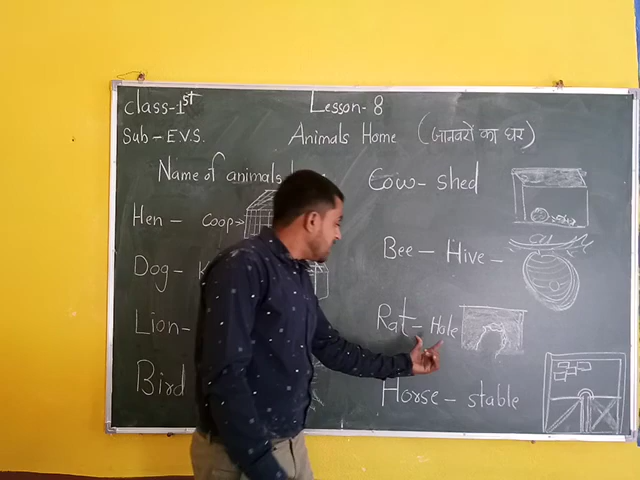 Class-1st
Lesson-8
Sub-E.V.S.
Animals Home (जानवरों का घर)
Name of animals
Hen - Coop→
Dog- K
Lion-
Bird
Cow- shed
Bee - Hive -
Rat- Hole
Horse- stable